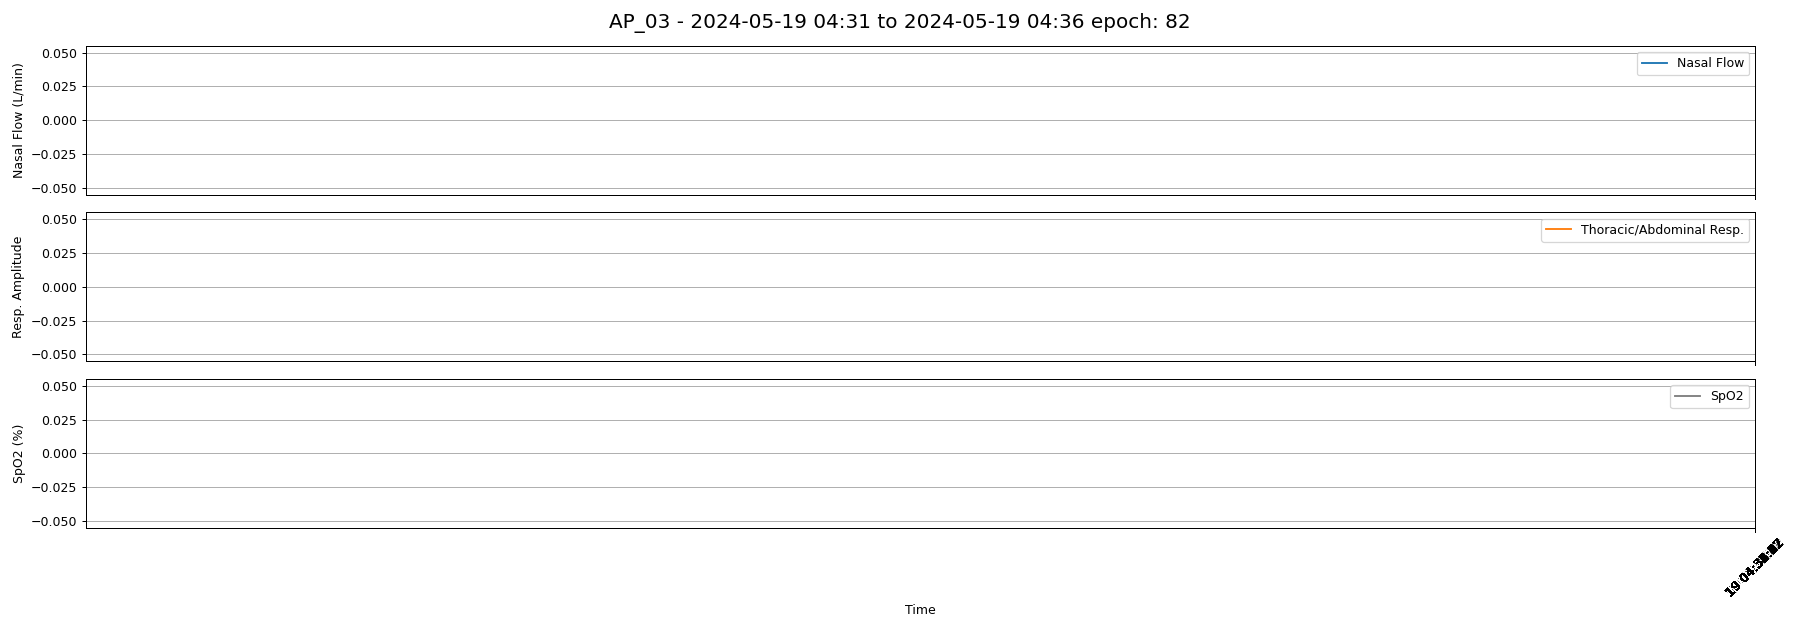 AP_03 - 2024-05-19 04:31 to 2024-05-19 04:36 epoch: 82
Nasal Flow (L/min)
0.050
0.025
0.000
−0.025
−0.050
Nasal Flow
Resp. Amplitude
0.050
0.025
0.000
−0.025
−0.050
Thoracic/Abdominal Resp.
SpO2 (%)
0.050
0.025
0.000
−0.025
−0.050
SpO2
Time